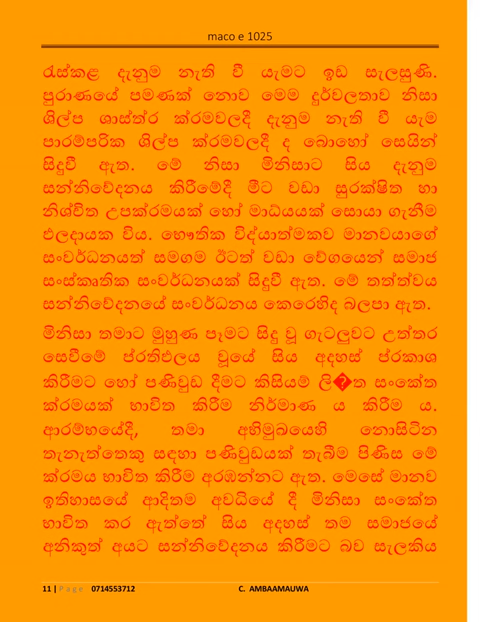 maco e 1025
රැස්කළ දැනුම නැති වී යෑමට ඉඩ සැලසුණි.
පුරාණයේ පමණක් නොව මෙම දුර්වලතාව නිසා
ශිල්ප ශාස්ත්ර ක්රමවලදී දැනුම නැති වී යෑම
පාරම්පරික ශිල්ප ක්රමවලදී ද බොහෝ සෙයින්
සිදුවී ඇත. මේ නිසා මිනිසාට සිය දැනුම
සන්නිවේදනය කිරීමේදී මීට වඩා සුරක්ෂිත හා
නිශ්චිත උපක්රමයක් හෝ මාධ්යයක් සොයා ගැනීම
ඵලදායක විය. භෞතික විද්යාත්මකව මානවයාගේ
සංවර්ධනයත් සමගම ඊටත් වඩා වේගයෙන් සමාජ
සංස්කෘතික සංවර්ධනයක් සිදුවී ඇත. මේ තත්ත්වය
සන්නිවේදනයේ සංවර්ධනය කෙරෙහිද බලපා ඇත.
මිනිසා තමාට මුහුණ පෑමට සිදු වූ ගැටලුවට උත්තර
සෙවීමේ ප්රතිඵලය වූයේ සිය අදහස් ප්රකාශ
කිරීමට හෝ පණිවුඩ දීමට කිසියම් ලි�ත සංකේත
ක්රමයක් භාවිත කිරීම නිර්මාණ ය කිරීම ය.
ආරම්භයේදී, තමා අභිමුඛයෙහි නොසිටින
තැනැත්තෙකු සඳහා පණිවුඩයක් තැබීම පිණිස මේ
ක්රමය භාවිත කිරීම අරඹන්නට ඇත. මෙසේ මානව
ඉතිහාසයේ ආදිතම අවධියේ දී මිනිසා සංකේත
භාවිත කර ඇත්තේ සිය අදහස් තම සමාජයේ
අනිකුත් අයට සන්නිවේදනය කිරීමට බව සැලකිය
11 | Page 0714553712 C. AMBAAMAUWA